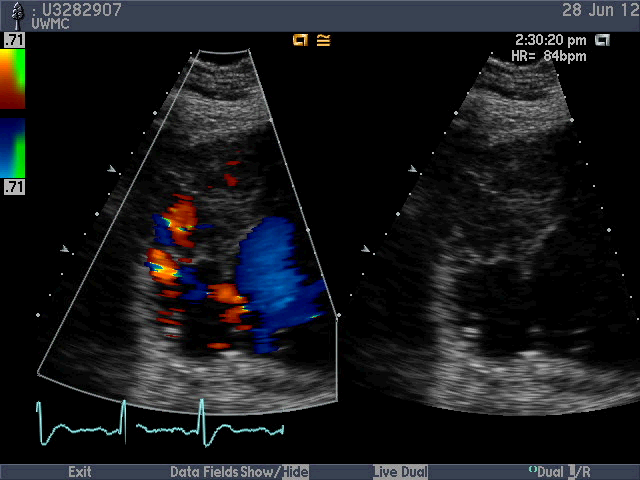 : U3282907
28 Jun 12
UWMC
.71
2:30:20 pm
HR= 84bpm
.71
Exit
Data Fields Show/Hide
Live Dual
Dual L/R